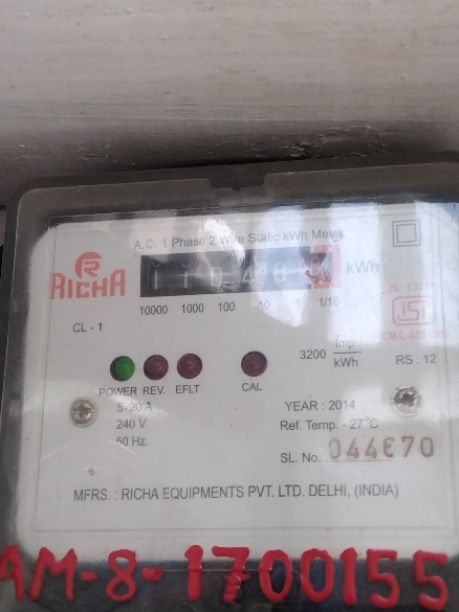 A.C. 1 Phase 2 Wire Static kWh Meter
RICHA
kWh
10000 1000 100 10 1 1/10
CL - 1
3200 Imp/kWh
RS : 12
POWER REV. EFLT CAL
5-20 A
240 V.
50 Hz.
YEAR : 2014
Ref. Temp. - 27°C
SL. No.
MFRS. : RICHA EQUIPMENTS PVT. LTD. DELHI, (INDIA)
AM-8-1700155